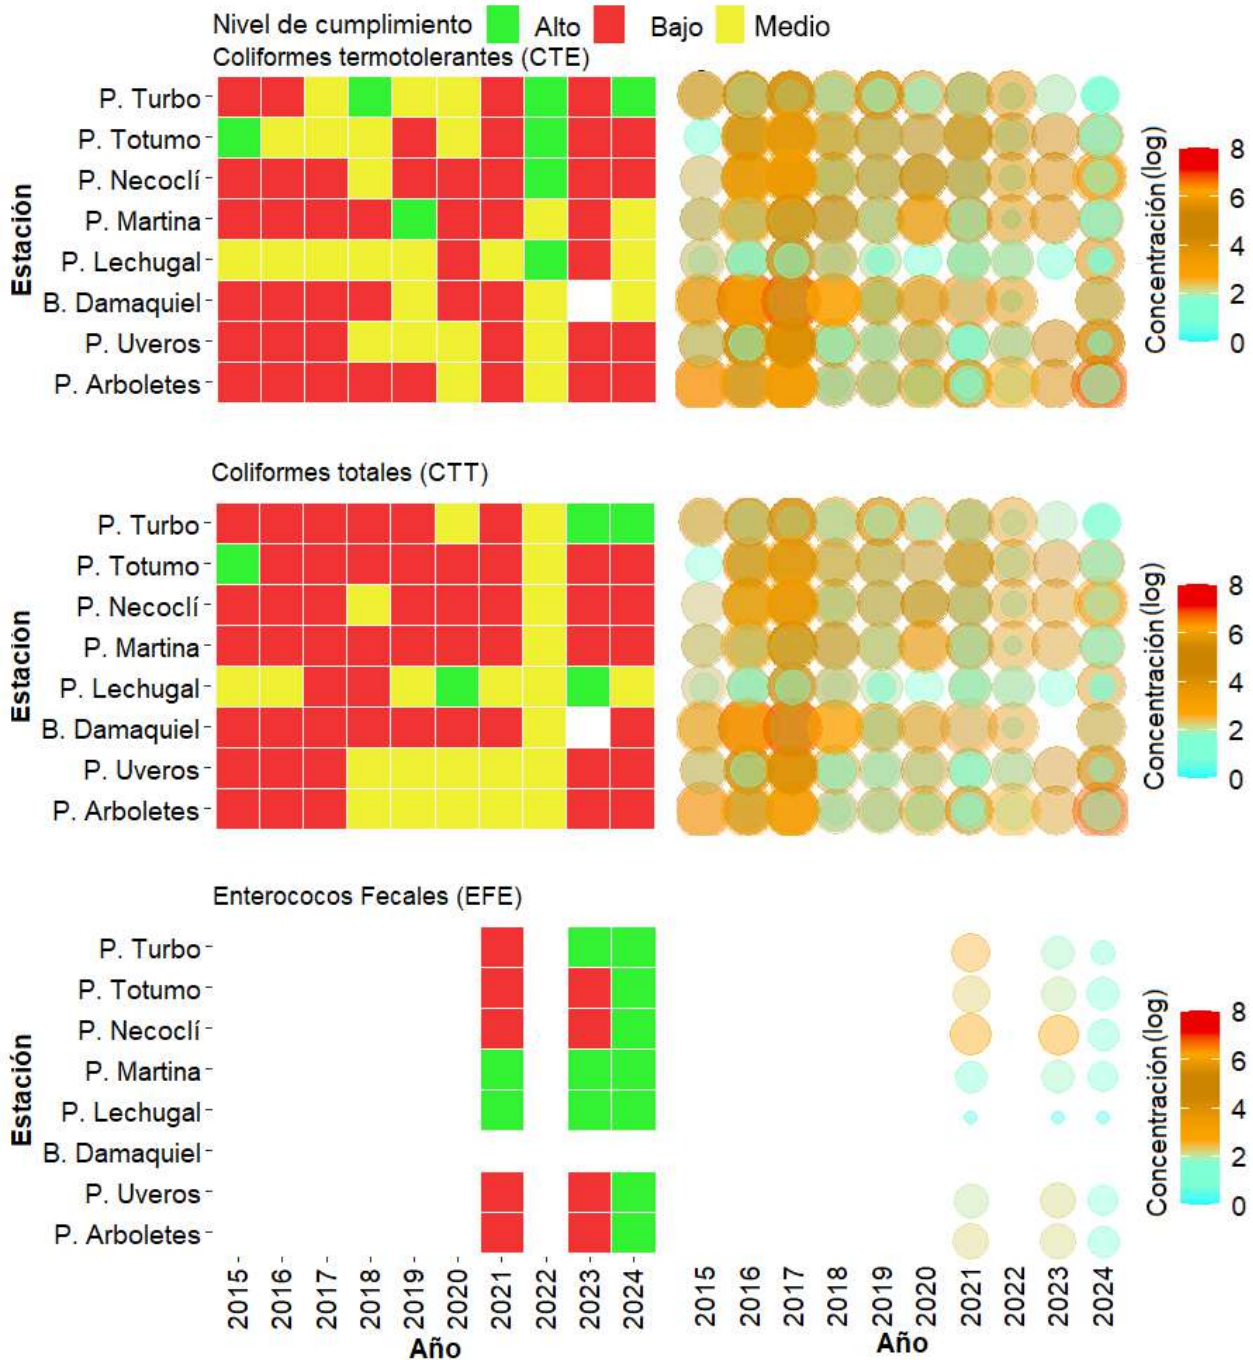 Nivel de cumplimiento Alto Bajo Medio
Coliformes termotolerantes (CTE)
Estación
P. Turbo
P. Totumo
P. Necoclí
P. Martina
P. Lechugal
B. Damaquiel
P. Uveros
P. Arboletes
Concentración (log)
8
6
4
2
0
Coliformes totales (CTT)
Estación
P. Turbo
P. Totumo
P. Necoclí
P. Martina
P. Lechugal
B. Damaquiel
P. Uveros
P. Arboletes
Concentración (log)
8
6
4
2
0
Enterococos Fecales (EFE)
Estación
P. Turbo
P. Totumo
P. Necoclí
P. Martina
P. Lechugal
B. Damaquiel
P. Uveros
P. Arboletes
Concentración (log)
8
6
4
2
0
2015 2016 2017 2018 2019 2020 2021 2022 2023 2024
Año
2015 2016 2017 2018 2019 2020 2021 2022 2023 2024
Año